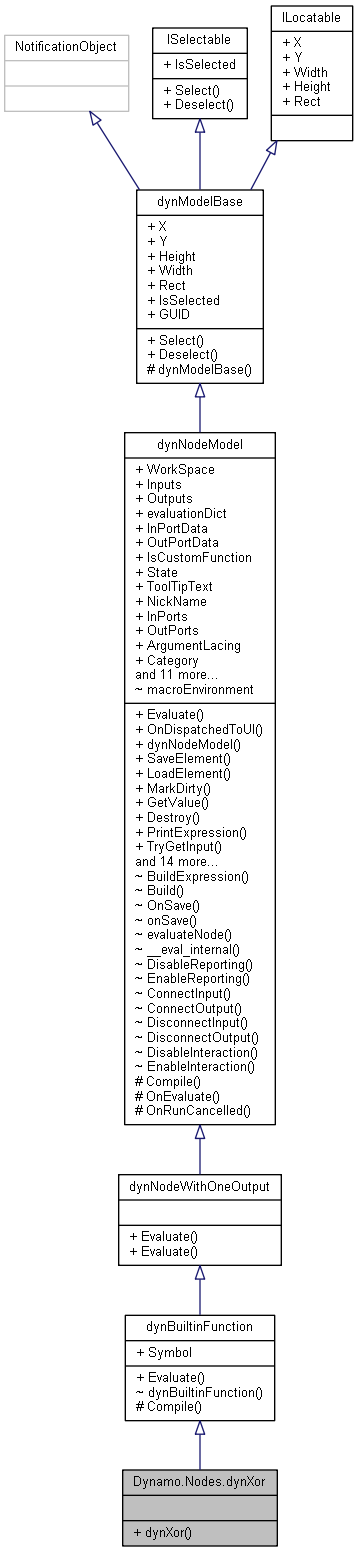 NotificationObject
ISelectable
+ IsSelected
+ Select()
+ Deselect()
ILocatable
+ X
+ Y
+ Width
+ Height
+ Rect
dynModelBase
+ X
+ Y
+ Height
+ Width
+ Rect
+ IsSelected
+ GUID
+ Select()
+ Deselect()
# dynModelBase()
dynNodeModel
+ WorkSpace
+ Inputs
+ Outputs
+ evaluationDict
+ InPortData
+ OutPortData
+ IsCustomFunction
+ State
+ ToolTipText
+ NickName
+ InPorts
+ OutPorts
+ ArgumentLacing
+ Category
and 11 more...
~ macroEnvironment
+ Evaluate()
+ OnDispatchedToUI()
+ dynNodeModel()
+ SaveElement()
+ LoadElement()
+ MarkDirty()
+ GetValue()
+ Destroy()
+ PrintExpression()
+ TryGetInput()
and 14 more...
~ BuildExpression()
~ Build()
~ OnSave()
~ onSave()
~ evaluateNode()
~ __eval_internal()
~ DisableReporting()
~ EnableReporting()
~ ConnectInput()
~ ConnectOutput()
~ DisconnectInput()
~ DisconnectOutput()
~ DisableInteraction()
~ EnableInteraction()
# Compile()
# OnEvaluate()
# OnRunCancelled()
dynNodeWithOneOutput
+ Evaluate()
+ Evaluate()
dynBuiltinFunction
+ Symbol
+ Evaluate()
~ dynBuiltinFunction()
# Compile()
Dynamo.Nodes.dynXor
+ dynXor()